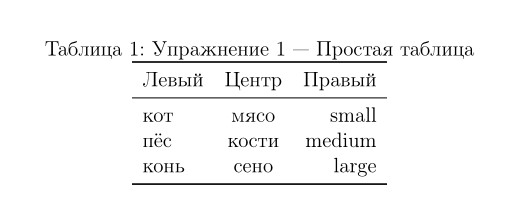 Таблица 1: Упражнение 1 — Простая таблица
Левый Центр Правый
кот мясо small
пёс кости medium
конь сено large